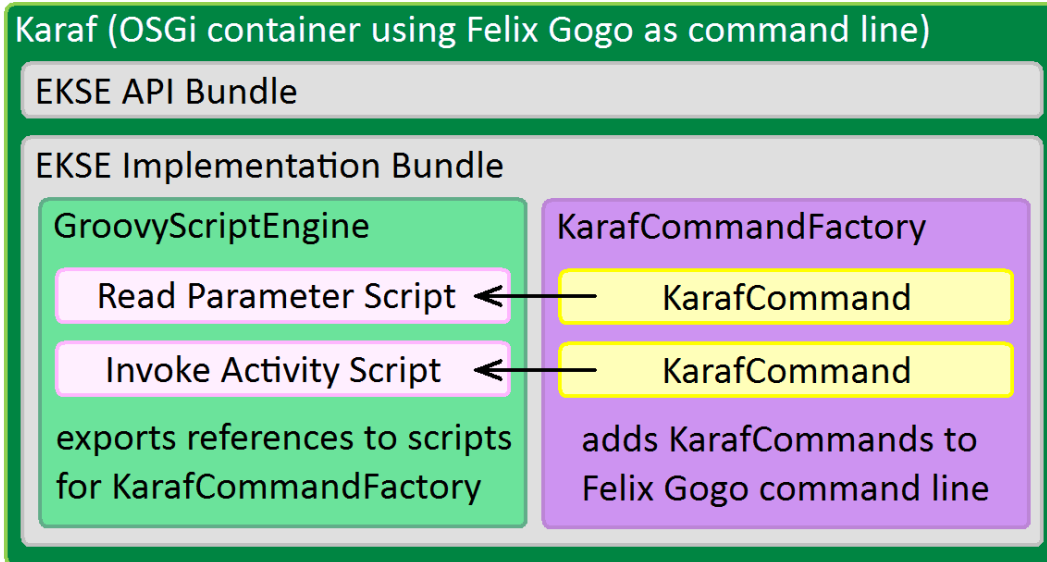 Karaf (OSGi container using Felix Gogo as command line)
EKSE API Bundle
EKSE Implementation Bundle
GroovyScriptEngine
Read Parameter Script
Invoke Activity Script
exports references to scripts
for KarafCommandFactory
KarafCommandFactory
KarafCommand
KarafCommand
adds KarafCommands to
Felix Gogo command line